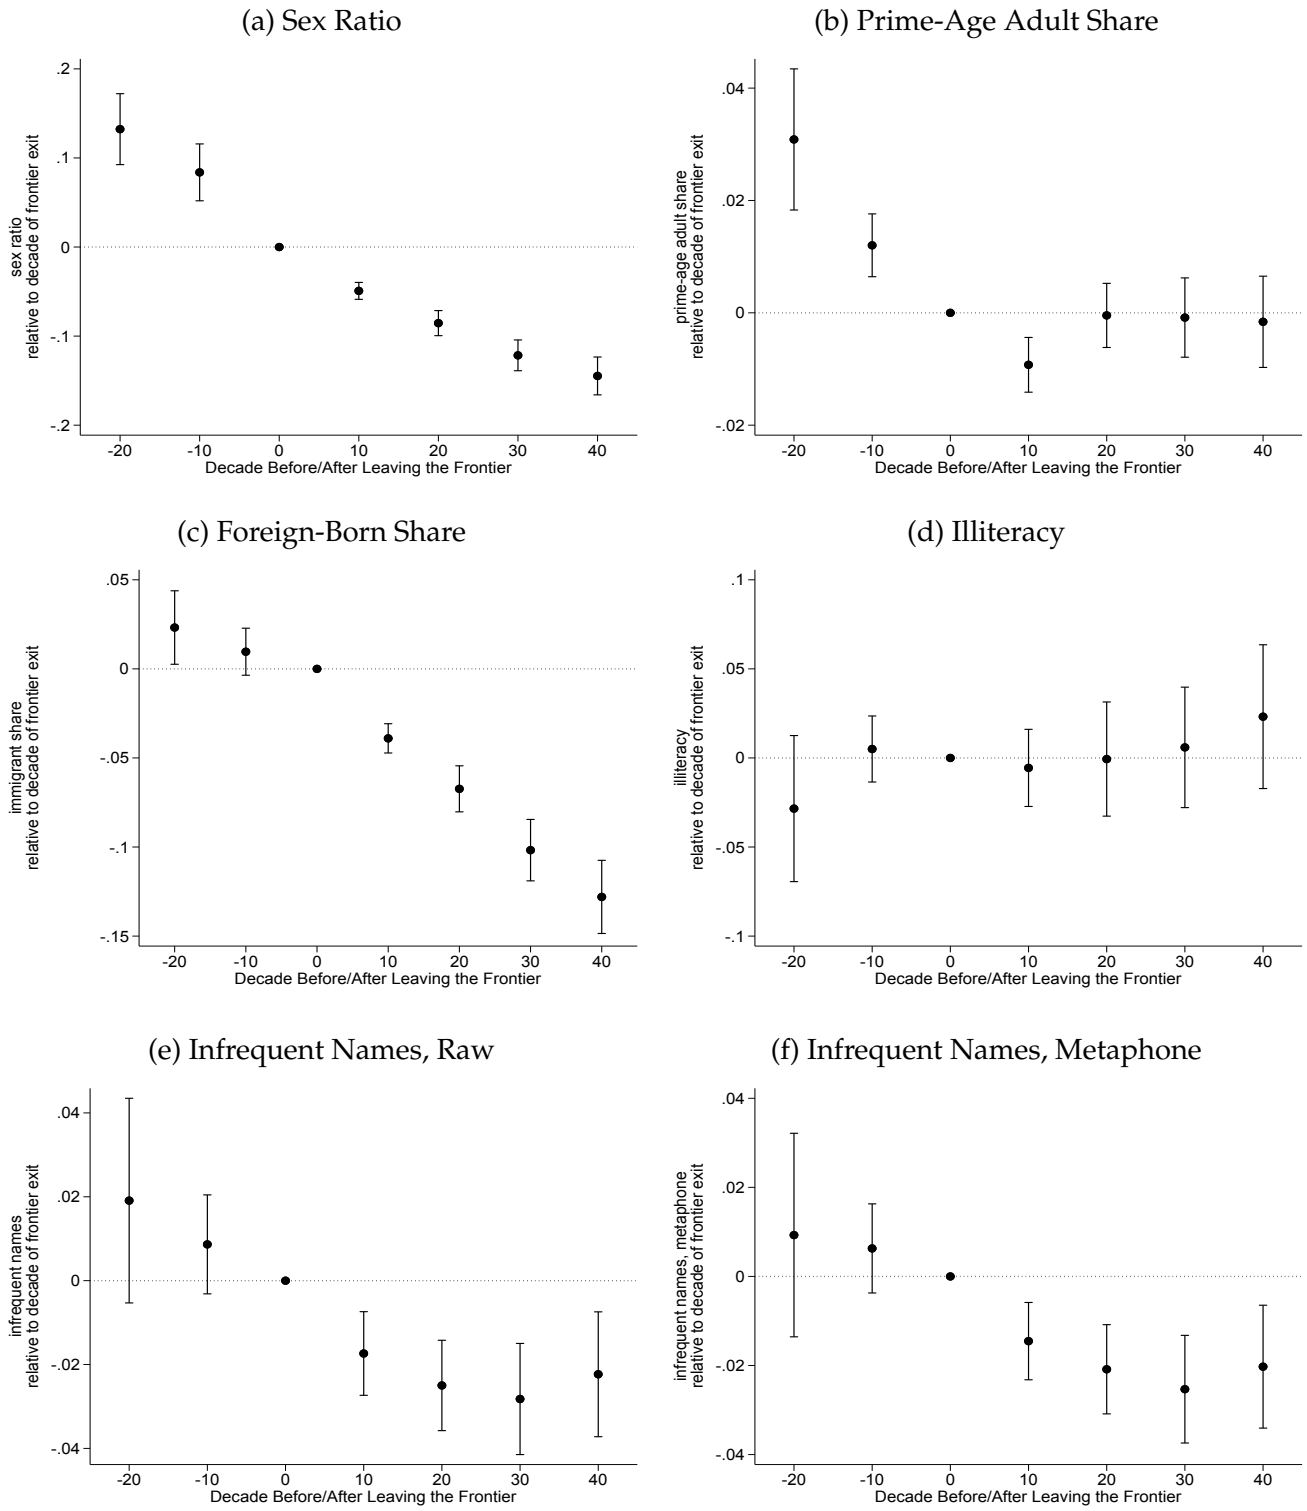 (a) Sex Ratio
sex ratio
relative to decade of frontier exit
.2
.1
0
-.1
-.2
-20 -10 0 10 20 30 40
Decade Before/After Leaving the Frontier
(b) Prime-Age Adult Share
prime-age adult share
relative to decade of frontier exit
.04
.02
0
-.02
-20 -10 0 10 20 30 40
Decade Before/After Leaving the Frontier
(c) Foreign-Born Share
immigrant share
relative to decade of frontier exit
.05
0
-.05
-.1
-.15
-20 -10 0 10 20 30 40
Decade Before/After Leaving the Frontier
(d) Illiteracy
illiteracy
relative to decade of frontier exit
.1
.05
0
-.05
-.1
-20 -10 0 10 20 30 40
Decade Before/After Leaving the Frontier
(e) Infrequent Names, Raw
infrequent names
relative to decade of frontier exit
.04
.02
0
-.02
-.04
-20 -10 0 10 20 30 40
Decade Before/After Leaving the Frontier
(f) Infrequent Names, Metaphone
infrequent names, metaphone
relative to decade of frontier exit
.04
.02
0
-.02
-.04
-20 -10 0 10 20 30 40
Decade Before/After Leaving the Frontier